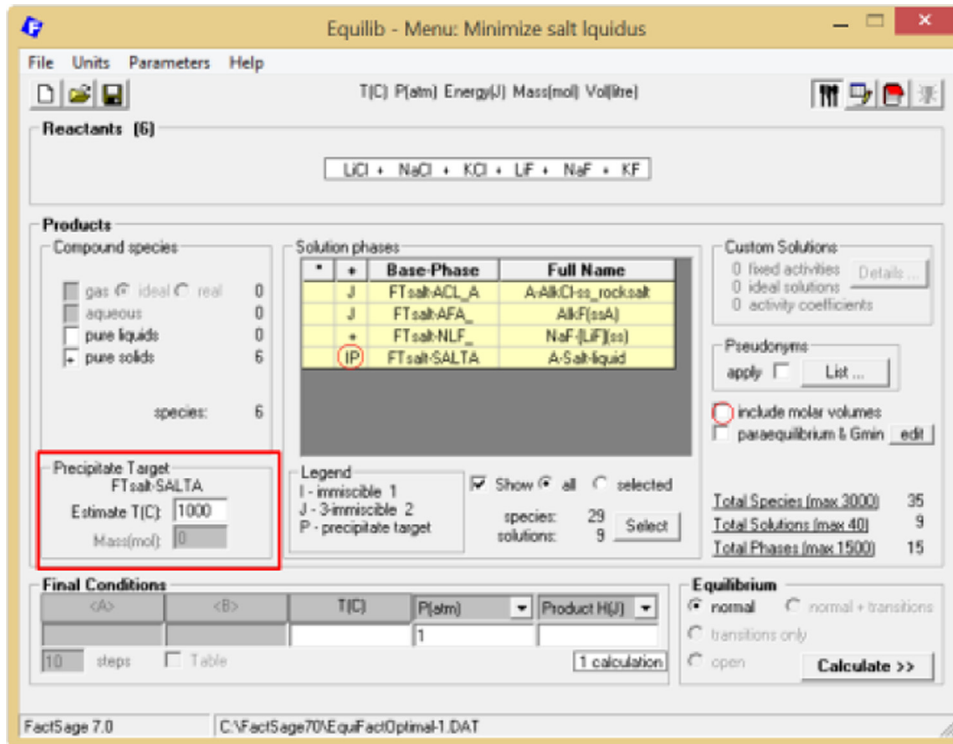 Equilib - Menu: Minimize salt lquidus
File Units Parameters Help
T(C) P(atm) Energy(J) Mass(mol) Vol(litre)
Reactants (6)
LiCl + NaCl + KCl + LiF + NaF + KF
Products
Compound species
gas ideal real 0
aqueous 0
pure liquids 0
+ pure solids 6
species: 6
Solution phases
* + Base-Phase Full Name
J FTsalt-ACL_A A-AlkCl-ss_rocksalt
J FTsalt-AFA_ AlkF(ssA)
+ FTsalt-NLF_ NaF-[LiF](ss)
IP FTsalt-SALTA A-Salt-liquid
Custom Solutions
0 fixed activities
0 ideal solutions
0 activity coefficients
Details ...
Pseudonyms
apply List ...
include molar volumes
paraequilibrium & Gmin edit
Precipitate Target
FTsalt-SALTA
Estimate T(C): 1000
Mass(mol): 0
Legend
I - immiscible 1
J - 3-immiscible 2
P - precipitate target
Show all selected
species: 29
solutions: 9
Select
Total Species (max 3000) 35
Total Solutions (max 40) 9
Total Phases (max 1500) 15
Final Conditions
<A> <B> T(C) P(atm) Product H(J)
1
10 steps Table 1 calculation
Equilibrium
normal normal + transitions
transitions only
open Calculate >>
FactSage 7.0 C:\FactSage70\EquiFactOptimal-1.DAT